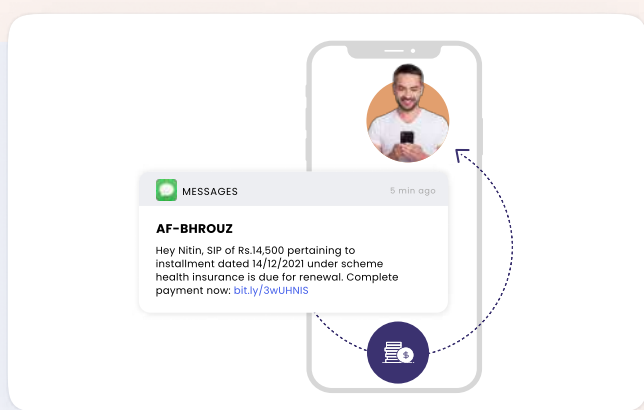 MESSAGES
5 min ago
AF-BHROUZ
Hey Nitin, SIP of Rs.14,500 pertaining to
installment dated 14/12/2021 under scheme
health insurance is due for renewal. Complete
payment now: bit.ly/3wUHNlS
$